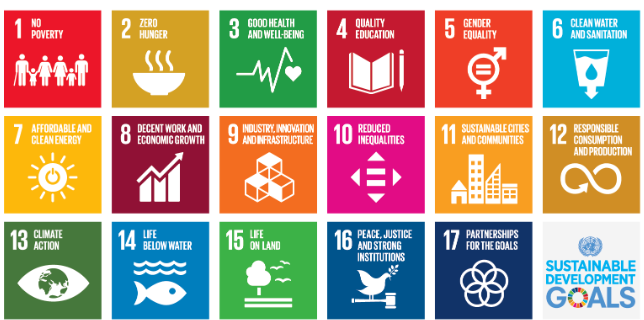 1 NO
POVERTY
2 ZERO
HUNGER
3 GOOD HEALTH
AND WELL-BEING
4 QUALITY
EDUCATION
5 GENDER
EQUALITY
6 CLEAN WATER
AND SANITATION
7 AFFORDABLE AND
CLEAN ENERGY
8 DECENT WORK AND
ECONOMIC GROWTH
9 INDUSTRY, INNOVATION
AND INFRASTRUCTURE
10 REDUCED
INEQUALITIES
11 SUSTAINABLE CITIES
AND COMMUNITIES
12 RESPONSIBLE
CONSUMPTION
AND PRODUCTION
13 CLIMATE
ACTION
14 LIFE
BELOW WATER
15 LIFE
ON LAND
16 PEACE, JUSTICE
AND STRONG
INSTITUTIONS
17 PARTNERSHIPS
FOR THE GOALS
SUSTAINABLE
DEVELOPMENT
GOALS